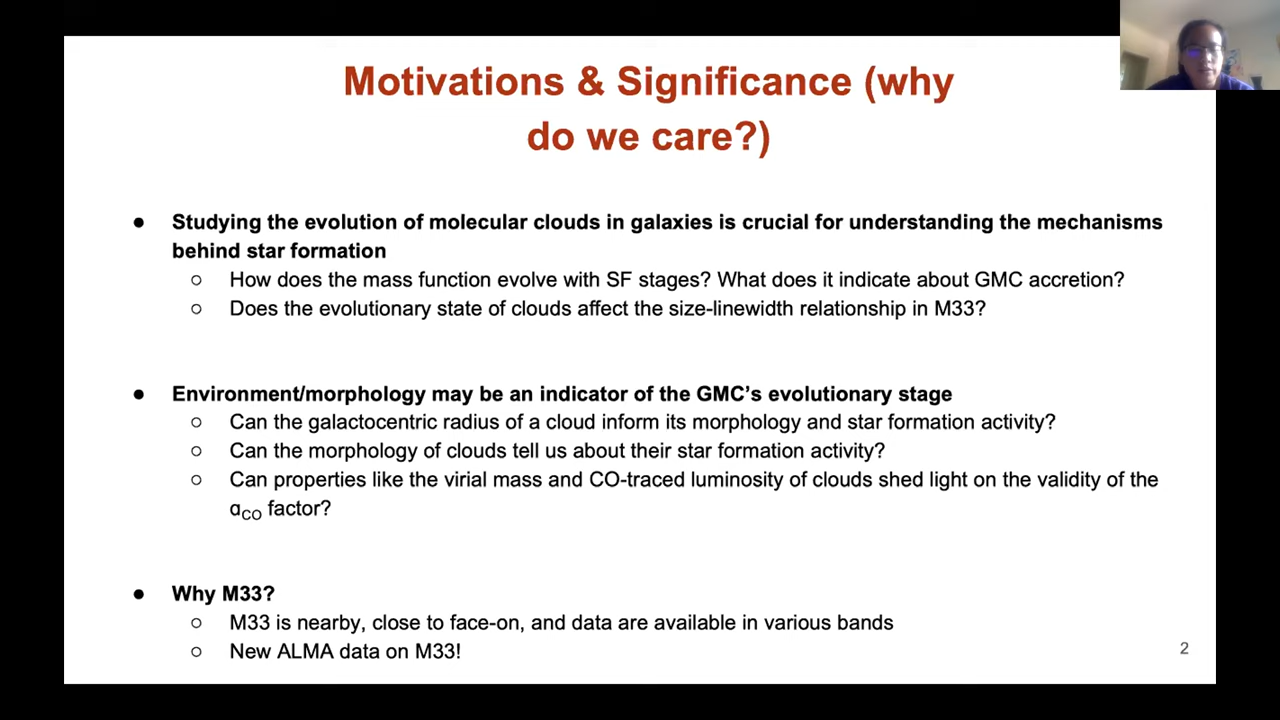 Motivations & Significance (why
do we care?)
● Studying the evolution of molecular clouds in galaxies is crucial for understanding the mechanisms
behind star formation
○ How does the mass function evolve with SF stages? What does it indicate about GMC accretion?
○ Does the evolutionary state of clouds affect the size-linewidth relationship in M33?
● Environment/morphology may be an indicator of the GMC’s evolutionary stage
○ Can the galactocentric radius of a cloud inform its morphology and star formation activity?
○ Can the morphology of clouds tell us about their star formation activity?
○ Can properties like the virial mass and CO-traced luminosity of clouds shed light on the validity of the
αCO factor?
● Why M33?
○ M33 is nearby, close to face-on, and data are available in various bands
○ New ALMA data on M33!
2